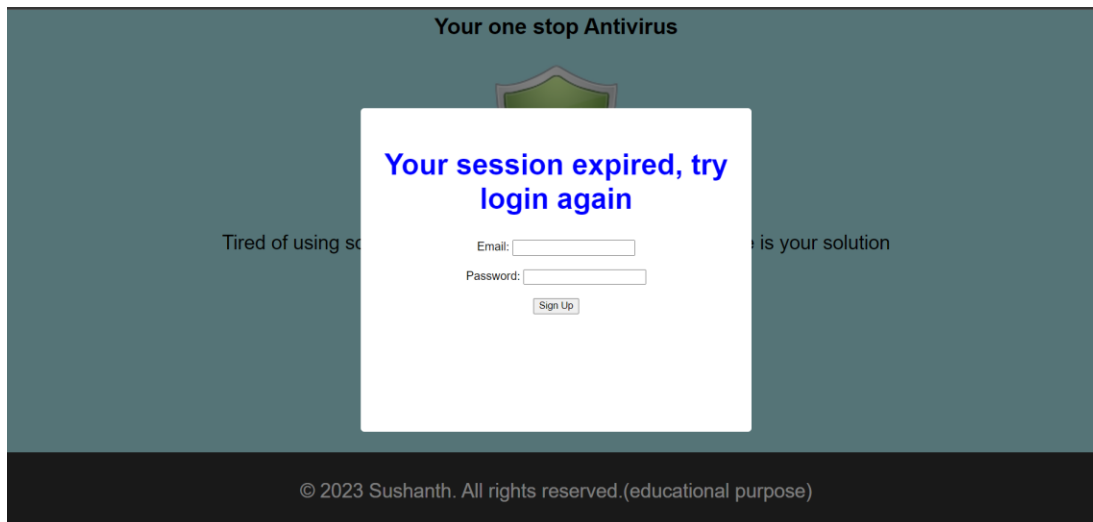 Your one stop Antivirus
Your session expired, try
login again
Tired of using
is your solution
Email:
Password:
Sign Up
© 2023 Sushanth. All rights reserved.(educational purpose)